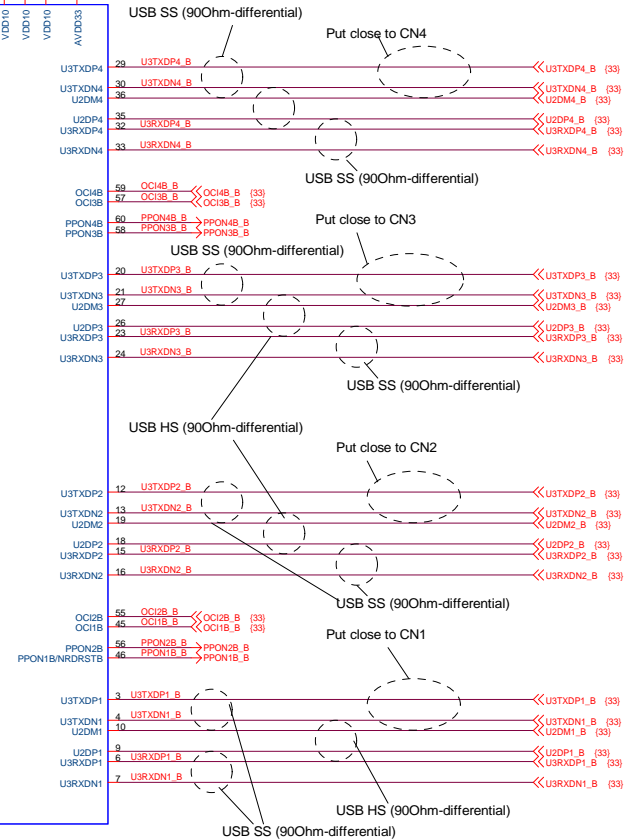 VDD10
VDD10
VDD10
AVDD33
USB SS (90Ohm-differential)
Put close to CN4
U3TXDP4 29 U3TXDP4_B U3TXDP4_B {33}
U3TXDN4 30 U3TXDN4_B U3TXDN4_B {33}
U2DM4 36 U2DM4_B {33}
U2DP4 35 U2DP4_B {33}
U3RXDP4 32 U3RXDP4_B U3RXDP4_B {33}
U3RXDN4 33 U3RXDN4_B U3RXDN4_B {33}
USB SS (90Ohm-differential)
OCI4B 59 OCI4B_B OCI4B_B {33}
OCI3B 57 OCI3B_B OCI3B_B {33}
PPON4B 60 PPON4B_B PPON4B_B
PPON3B 58 PPON3B_B PPON3B_B
Put close to CN3
USB SS (90Ohm-differential)
U3TXDP3 20 U3TXDP3_B U3TXDP3_B {33}
U3TXDN3 21 U3TXDN3_B U3TXDN3_B {33}
U2DM3 27 U2DM3_B {33}
U2DP3 26 U2DP3_B {33}
U3RXDP3 23 U3RXDP3_B U3RXDP3_B {33}
U3RXDN3 24 U3RXDN3_B U3RXDN3_B {33}
USB SS (90Ohm-differential)
USB HS (90Ohm-differential)
Put close to CN2
U3TXDP2 12 U3TXDP2_B U3TXDP2_B {33}
U3TXDN2 13 U3TXDN2_B U3TXDN2_B {33}
U2DM2 19 U2DM2_B {33}
U2DP2 18 U2DP2_B {33}
U3RXDP2 15 U3RXDP2_B U3RXDP2_B {33}
U3RXDN2 16 U3RXDN2_B U3RXDN2_B {33}
USB SS (90Ohm-differential)
OCI2B 55 OCI2B_B OCI2B_B {33}
OCI1B 45 OCI1B_B OCI1B_B {33}
PPON2B 56 PPON2B_B PPON2B_B
PPON1B/NRDRSTB 46 PPON1B_B PPON1B_B
Put close to CN1
U3TXDP1 3 U3TXDP1_B U3TXDP1_B {33}
U3TXDN1 4 U3TXDN1_B U3TXDN1_B {33}
U2DM1 10 U2DM1_B {33}
U2DP1 9 U2DP1_B {33}
U3RXDP1 6 U3RXDP1_B U3RXDP1_B {33}
U3RXDN1 7 U3RXDN1_B U3RXDN1_B {33}
USB HS (90Ohm-differential)
USB SS (90Ohm-differential)